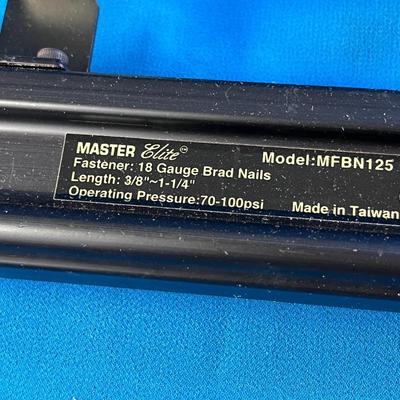 MASTER Elite™ Model:MFBN125
Fastener: 18 Gauge Brad Nails
Length: 3/8"~1-1/4"
Operating Pressure:70-100psi Made in Taiwan